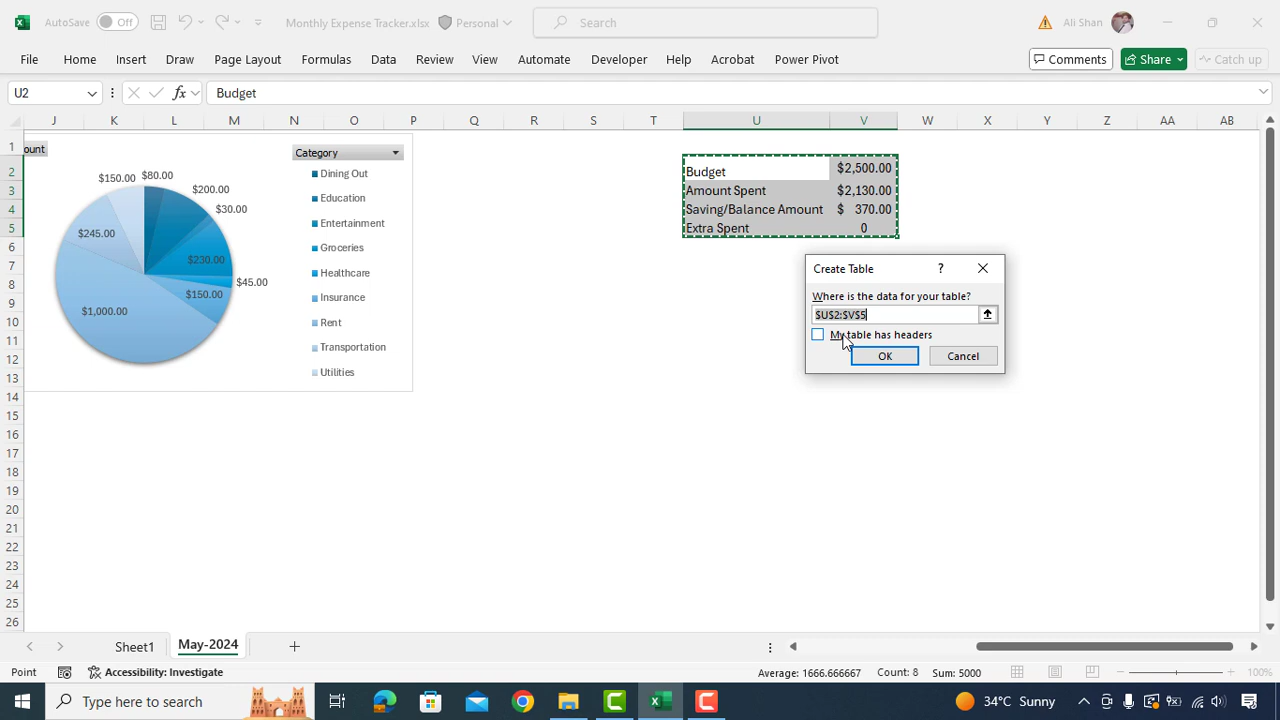 AutoSave Off Monthly Expense Tracker.xlsx Personal Search Ali Shan
File Home Insert Draw Page Layout Formulas Data Review View Automate Developer Help Acrobat Power Pivot Comments Share Catch up
U2 fx Budget
J K L M N O P Q R S T U V W X Y Z AA AB
1
2
3
4
5
6
7
8
9
10
11
12
13
14
15
16
17
18
19
20
21
22
23
24
25
26
ount
Category
Dining Out
Education
Entertainment
Groceries
Healthcare
Insurance
Rent
Transportation
Utilities
$150.00 $80.00
$200.00
$30.00
$245.00
$230.00
$45.00
$150.00
$1,000.00
Budget $2,500.00
Amount Spent $2,130.00
Saving/Balance Amount $ 370.00
Extra Spent 0
Create Table ?
Where is the data for your table?
$U$2:$V$5
My table has headers
OK Cancel
Sheet1 May-2024
Point Accessibility: Investigate Average: 1666.666667 Count: 8 Sum: 5000 100%
Type here to search 34°C Sunny